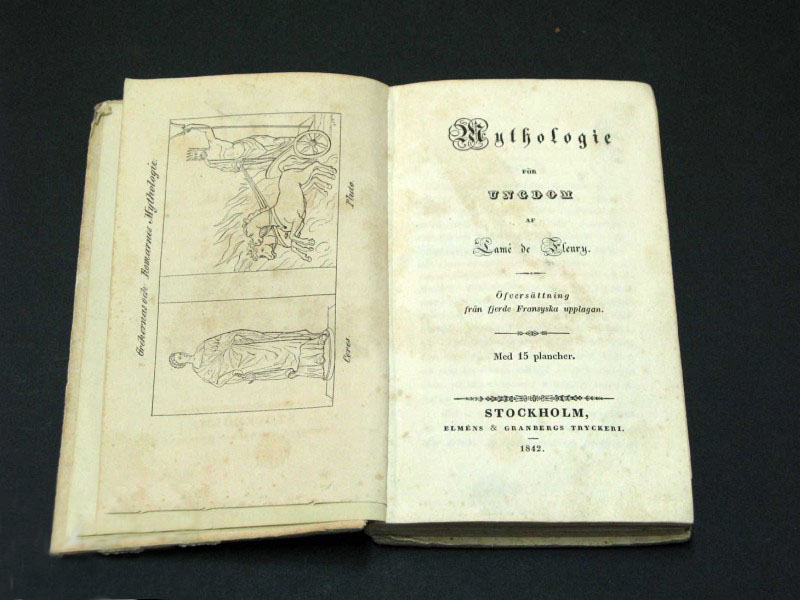 Grekernas och Romarnes Mythologie.
Pluto
Ceres
Mythologie
FÖR
UNGDOM
AF
Lamé de Fleury.
Öfversättning
från fjerde Fransyska upplagan.
Med 15 plancher.
STOCKHOLM,
ELMÉNS & GRANBERGS TRYCKERI.
1842.